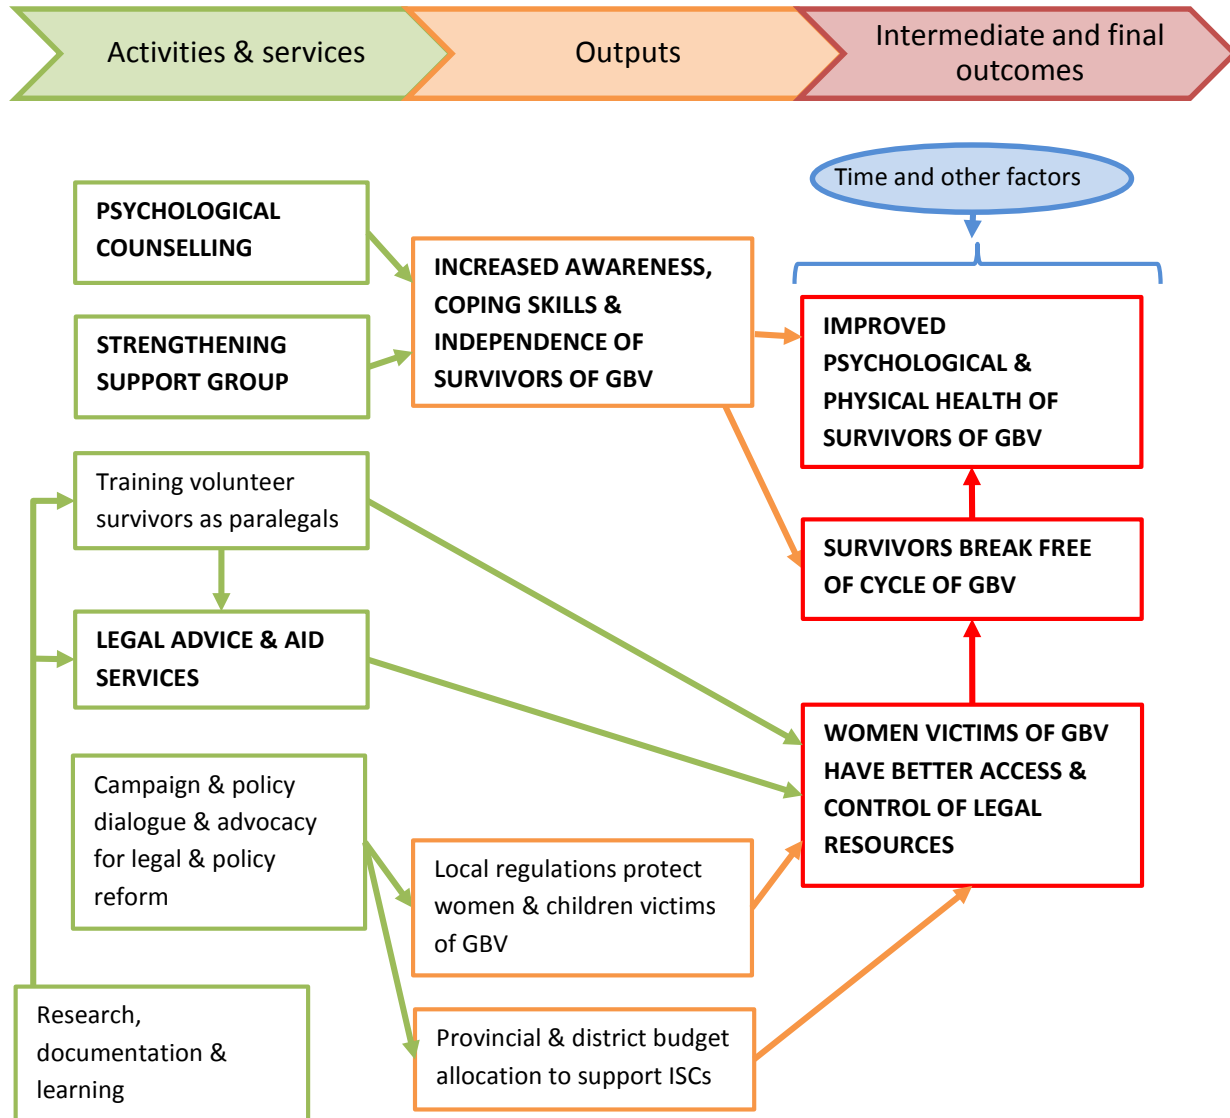 Activities & services
Outputs
Intermediate and final
outcomes
Time and other factors
PSYCHOLOGICAL
COUNSELLING
STRENGTHENING
SUPPORT GROUP
Training volunteer
survivors as paralegals
LEGAL ADVICE & AID
SERVICES
Campaign & policy
dialogue & advocacy
for legal & policy
reform
Research,
documentation &
learning
INCREASED AWARENESS,
COPING SKILLS &
INDEPENDENCE OF
SURVIVORS OF GBV
Local regulations protect
women & children victims
of GBV
Provincial & district budget
allocation to support ISCs
IMPROVED
PSYCHOLOGICAL &
PHYSICAL HEALTH OF
SURVIVORS OF GBV
SURVIVORS BREAK FREE
OF CYCLE OF GBV
WOMEN VICTIMS OF GBV
HAVE BETTER ACCESS &
CONTROL OF LEGAL
RESOURCES